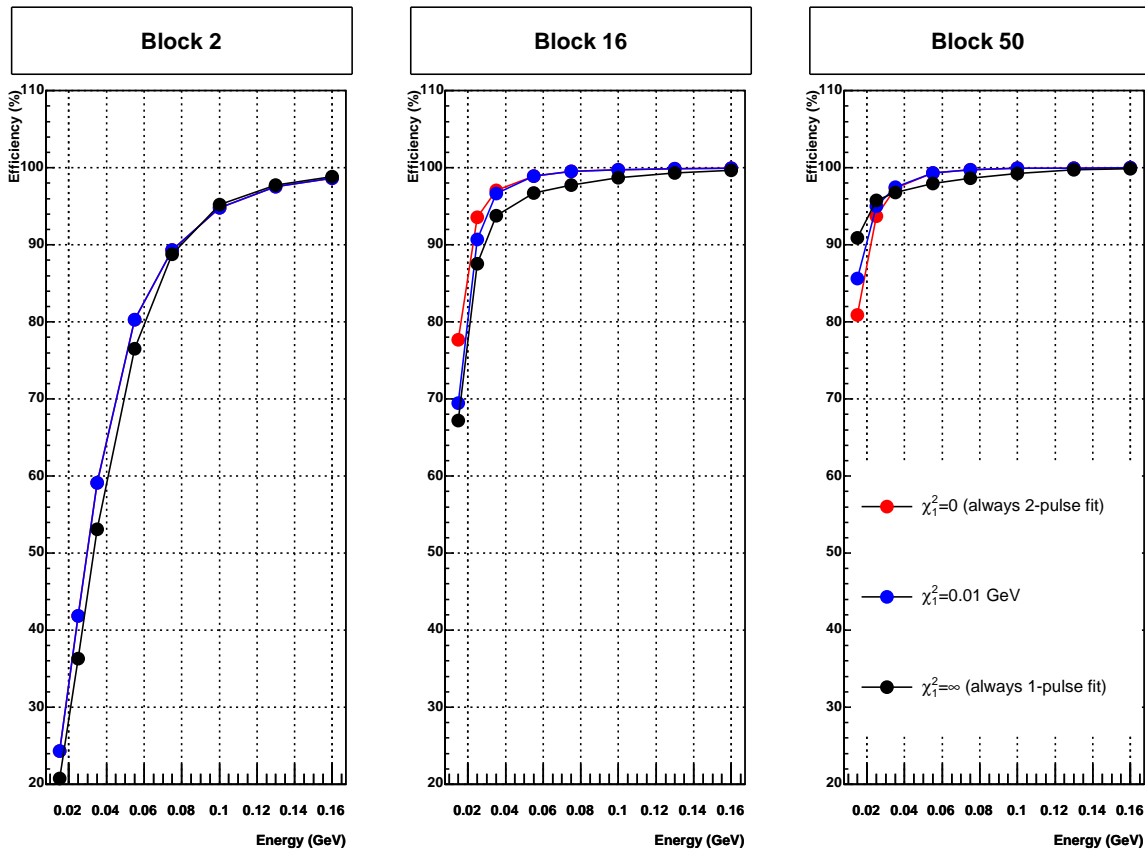 Block 2
Block 16
Block 50
Efficiency (%)
110
100
90
80
70
60
50
40
30
20
0.02 0.04 0.06 0.08 0.1 0.12 0.14 0.16
Energy (GeV)
Efficiency (%)
110
100
90
80
70
60
50
40
30
20
0.02 0.04 0.06 0.08 0.1 0.12 0.14 0.16
Energy (GeV)
Efficiency (%)
110
100
90
80
70
60
50
40
30
20
0.02 0.04 0.06 0.08 0.1 0.12 0.14 0.16
Energy (GeV)
χ₁²=0 (always 2-pulse fit)
χ₁²=0.01 GeV
χ₁²=∞ (always 1-pulse fit)